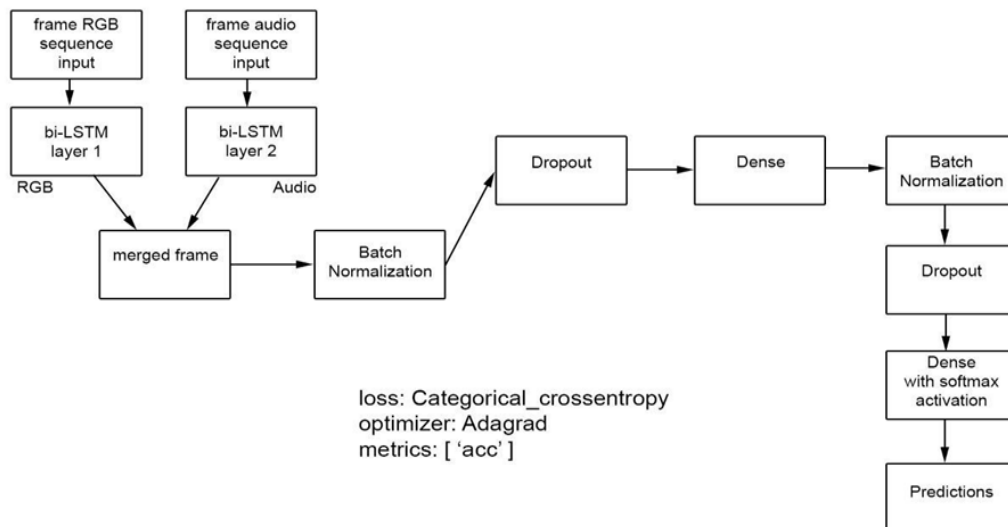 frame RGB
sequence
input
frame audio
sequence
input
bi-LSTM
layer 1
bi-LSTM
layer 2
RGB
Audio
merged frame
Batch
Normalization
Dropout
Dense
Batch
Normalization
Dropout
Dense
with softmax
activation
Predictions
loss: Categorical_crossentropy
optimizer: Adagrad
metrics: [ ‘acc’ ]